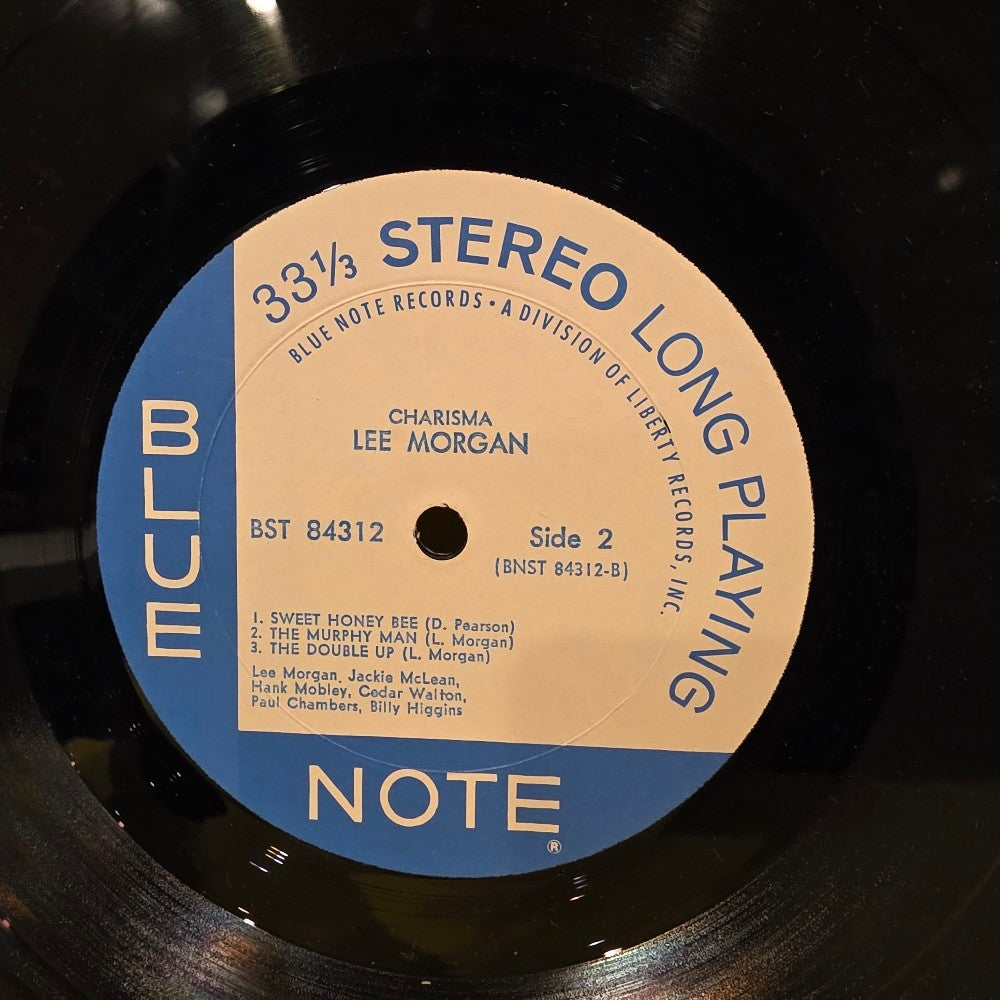 33⅓ STEREO LONG PLAYING
BLUE NOTE RECORDS • A DIVISION OF LIBERTY RECORDS, INC.
CHARISMA
LEE MORGAN
BST 84312
Side 2
(BNST 84312-B)
1. SWEET HONEY BEE (D. Pearson)
2. THE MURPHY MAN (L. Morgan)
3. THE DOUBLE UP (L. Morgan)
Lee Morgan, Jackie McLean,
Hank Mobley, Cedar Walton,
Paul Chambers, Billy Higgins
BLUE
NOTE
®